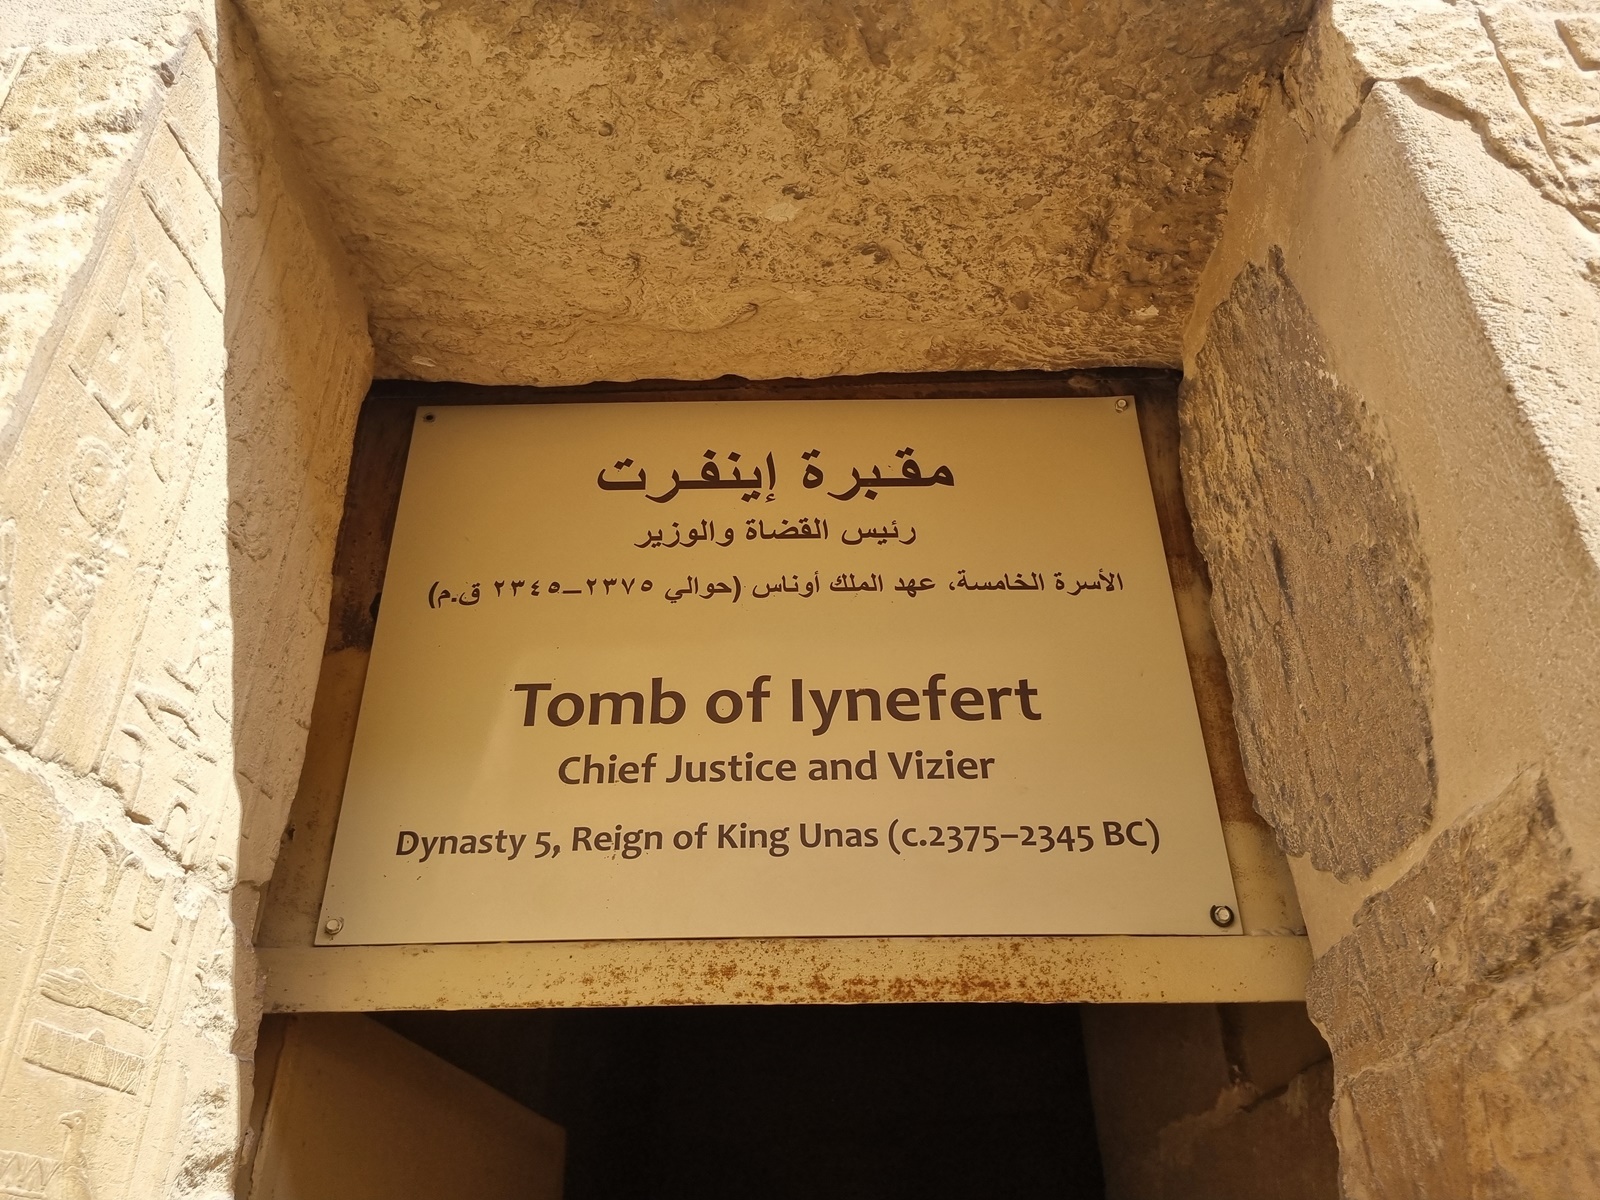 مقبرة إينفرت
رئيس القضاة والوزير
الأسرة الخامسة، عهد الملك أوناس (حوالي ٢٣٧٥–٢٣٤٥ ق.م)
Tomb of Iynefert
Chief Justice and Vizier
Dynasty 5, Reign of King Unas (c.2375–2345 BC)